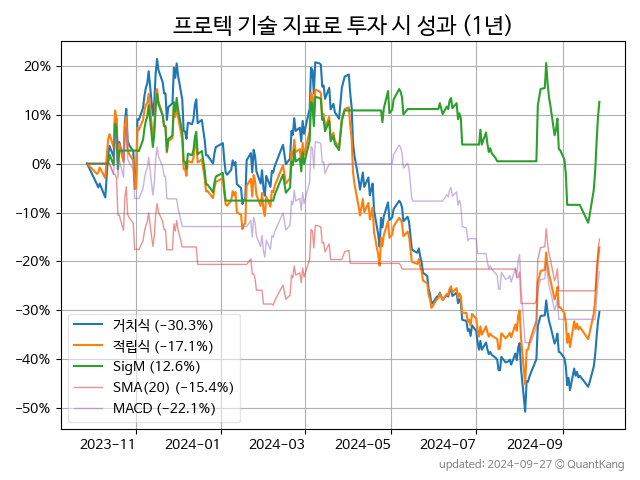 프로텍 기술 지표로 투자 시 성과 (1년)
20%
10%
0%
−10%
−20%
−30%
−40%
−50%
거치식 (−30.3%)
적립식 (−17.1%)
SigM (12.6%)
SMA(20) (−15.4%)
MACD (−22.1%)
2023−11 2024−01 2024−03 2024−05 2024−07 2024−09
updated: 2024−09−27 © QuantKang